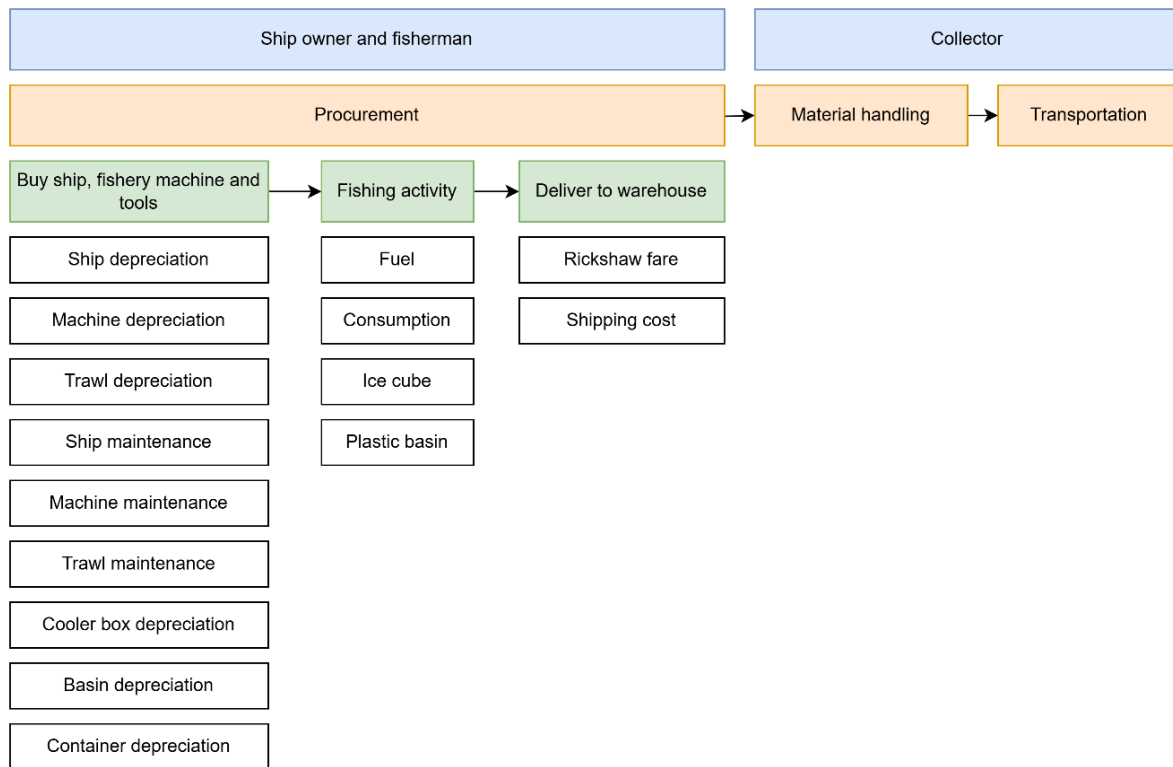 Ship owner and fisherman
Collector
Procurement
Material handling
Transportation
Buy ship, fishery machine and
tools
Fishing activity
Deliver to warehouse
Ship depreciation
Fuel
Rickshaw fare
Machine depreciation
Consumption
Shipping cost
Trawl depreciation
Ice cube
Ship maintenance
Plastic basin
Machine maintenance
Trawl maintenance
Cooler box depreciation
Basin depreciation
Container depreciation